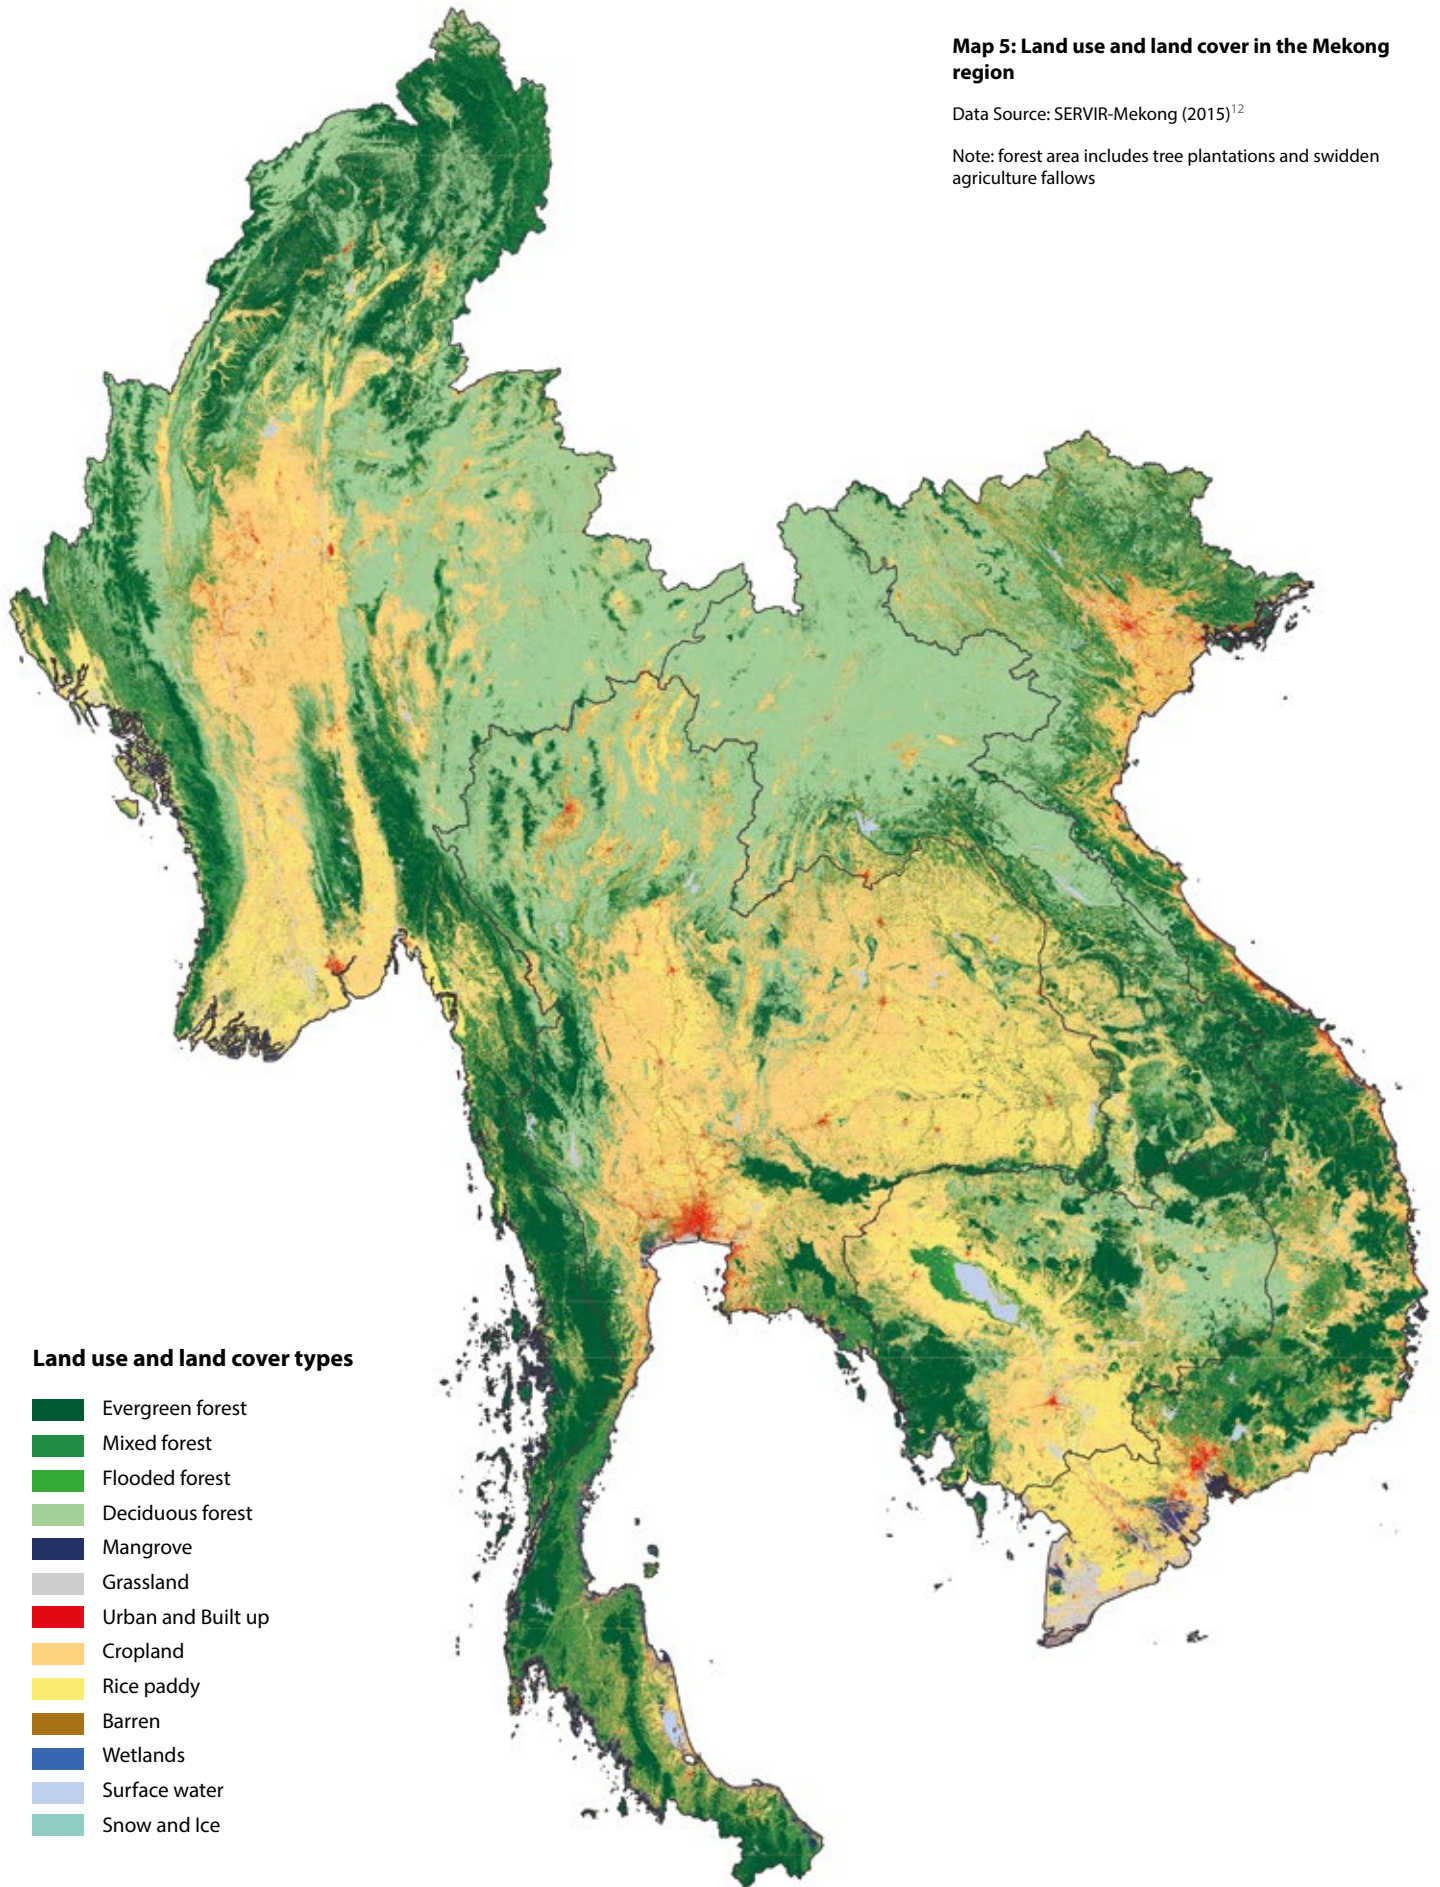 Map 5: Land use and land cover in the Mekong
region
Data Source: SERVIR-Mekong (2015)12
Note: forest area includes tree plantations and swidden
agriculture fallows
Land use and land cover types
Evergreen forest
Mixed forest
Flooded forest
Deciduous forest
Mangrove
Grassland
Urban and Built up
Cropland
Rice paddy
Barren
Wetlands
Surface water
Snow and Ice